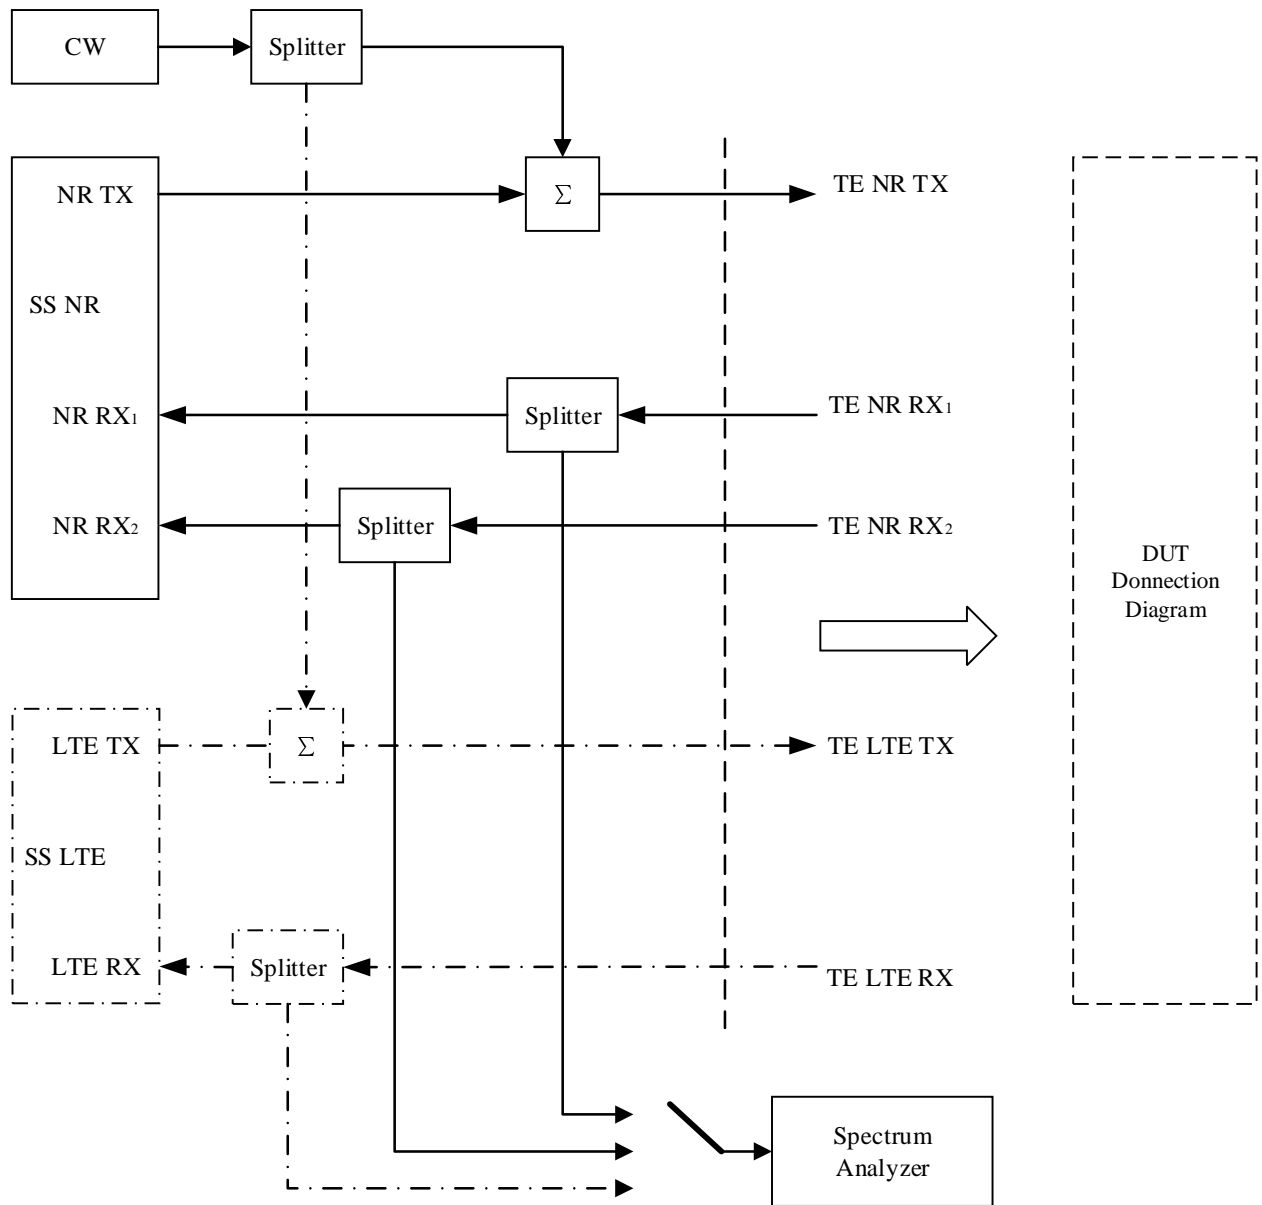 CW
Splitter
NR TX
Σ
TE NR TX
SS NR
NR RX1
Splitter
TE NR RX1
NR RX2
Splitter
TE NR RX2
DUT
Donnection
Diagram
LTE TX
Σ
TE LTE TX
SS LTE
LTE RX
Splitter
TE LTE RX
Spectrum
Analyzer